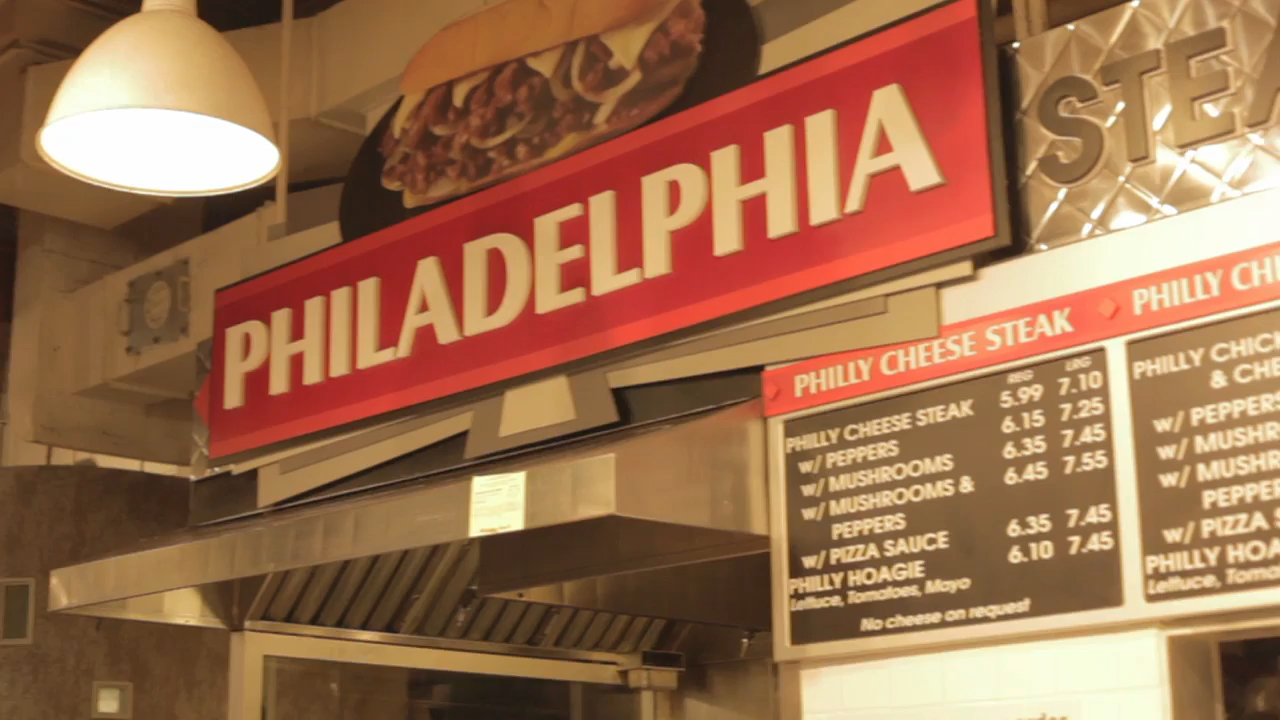 PHILADELPHIA
STEA
PHILLY CHEESE STEAK
PHILLY CHI
REG LRG
PHILLY CHEESE STEAK 5.99 7.10
w/ PEPPERS 6.15 7.25
w/ MUSHROOMS 6.35 7.45
w/ MUSHROOMS & 6.45 7.55
PEPPERS
w/ PIZZA SAUCE 6.35 7.45
PHILLY HOAGIE 6.10 7.45
Lettuce, Tomatoes, Mayo
No cheese on request
PHILLY CHICK
& CHE
w/ PEPPERS
w/ MUSHR
w/ MUSHR
PEPPE
w/ PIZZA S
PHILLY HOA
Lettuce, Toma